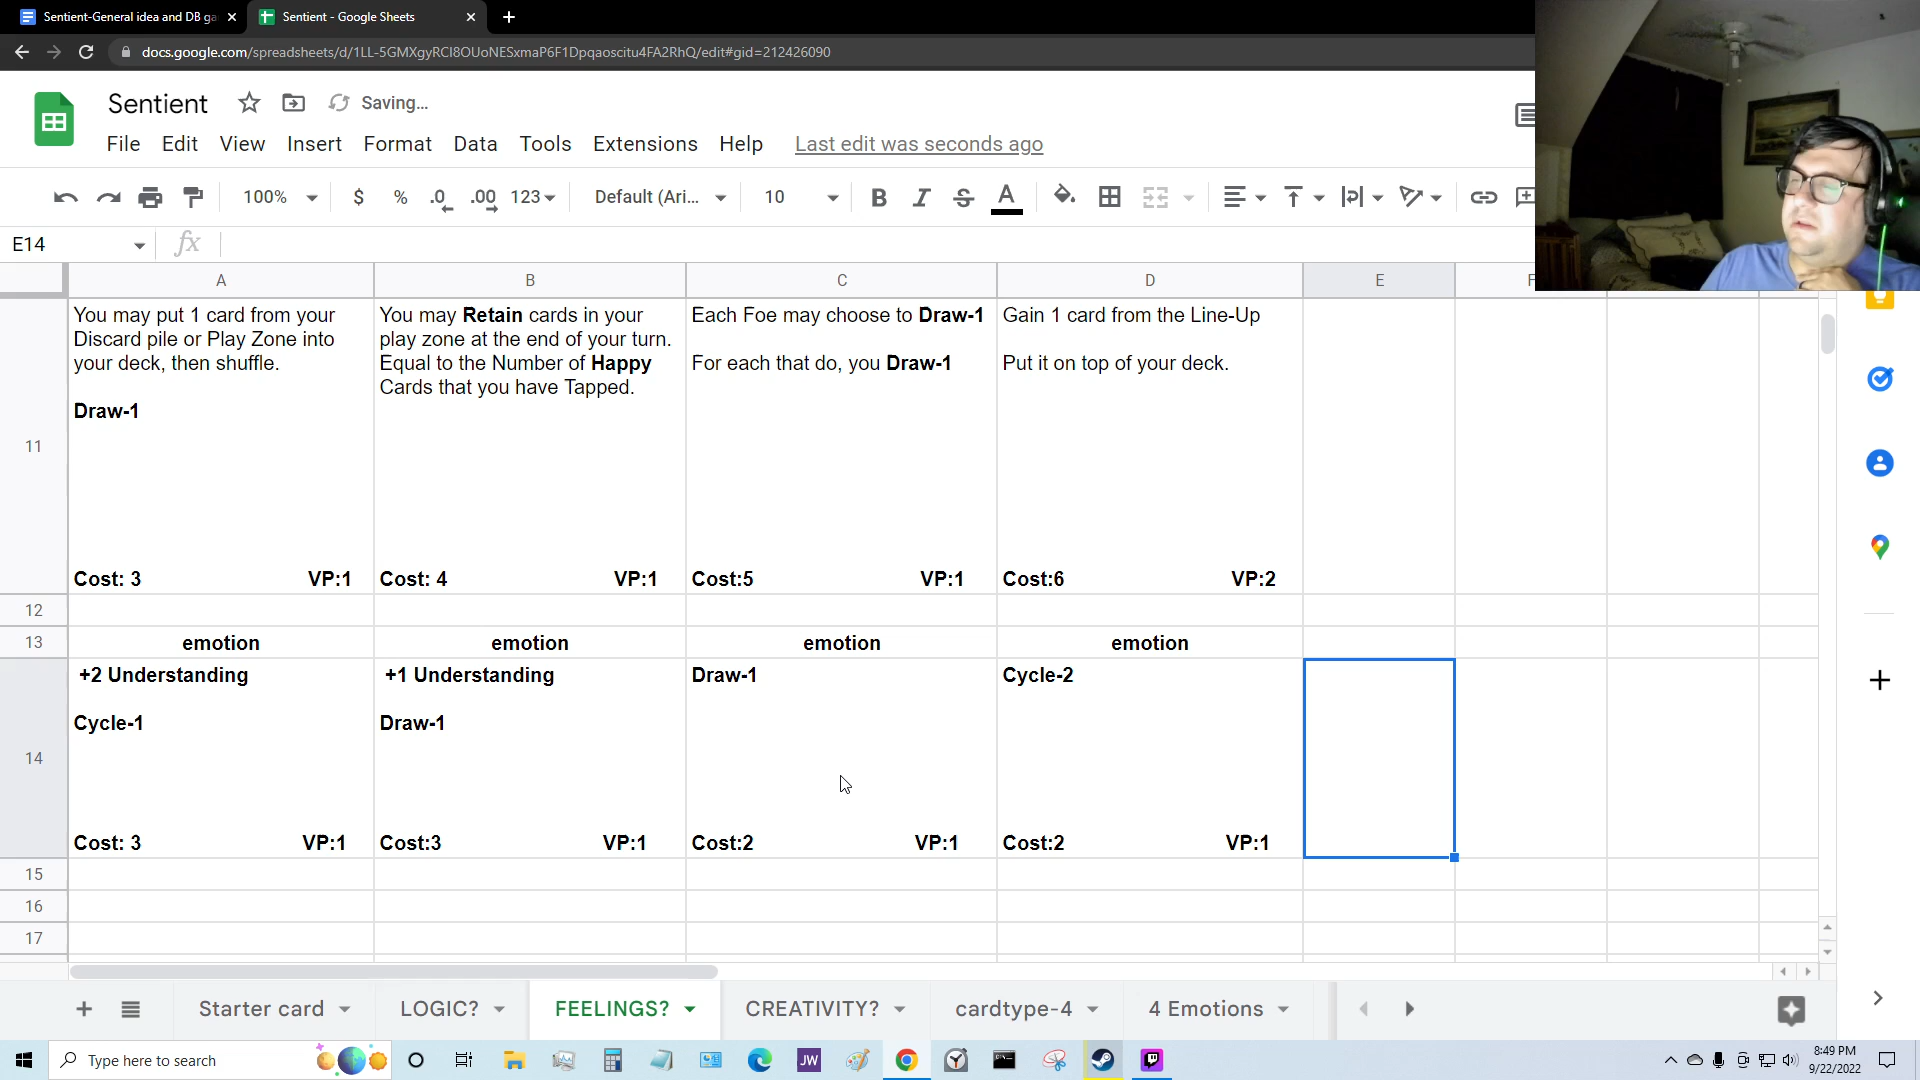 Sentient-General idea and DB ga
Sentient - Google Sheets
docs.google.com/spreadsheets/d/1LL-5GMXgyRCI8OUoNESxmaP6F1Dpqaoscitu4FA2RhQ/edit#gid=212426090
Sentient
Saving...
File Edit View Insert Format Data Tools Extensions Help Last edit was seconds ago
100% $ % .0 .00 123 Default (Ari... 10 B I S A
E14 fx
A B C D E F
You may put 1 card from your
Discard pile or Play Zone into
your deck, then shuffle.
Draw-1
Cost: 3 VP:1
You may Retain cards in your
play zone at the end of your turn.
Equal to the Number of Happy
Cards that you have Tapped.
Cost: 4 VP:1
Each Foe may choose to Draw-1
For each that do, you Draw-1
Cost:5 VP:1
Gain 1 card from the Line-Up
Put it on top of your deck.
Cost:6 VP:2
11
12
13 emotion emotion emotion emotion
+2 Understanding
Cycle-1
Cost: 3 VP:1
+1 Understanding
Draw-1
Cost:3 VP:1
Draw-1
Cost:2 VP:1
Cycle-2
Cost:2 VP:1
14
15
16
17
Starter card LOGIC? FEELINGS? CREATIVITY? cardtype-4 4 Emotions
Type here to search
JW
8:49 PM
9/22/2022